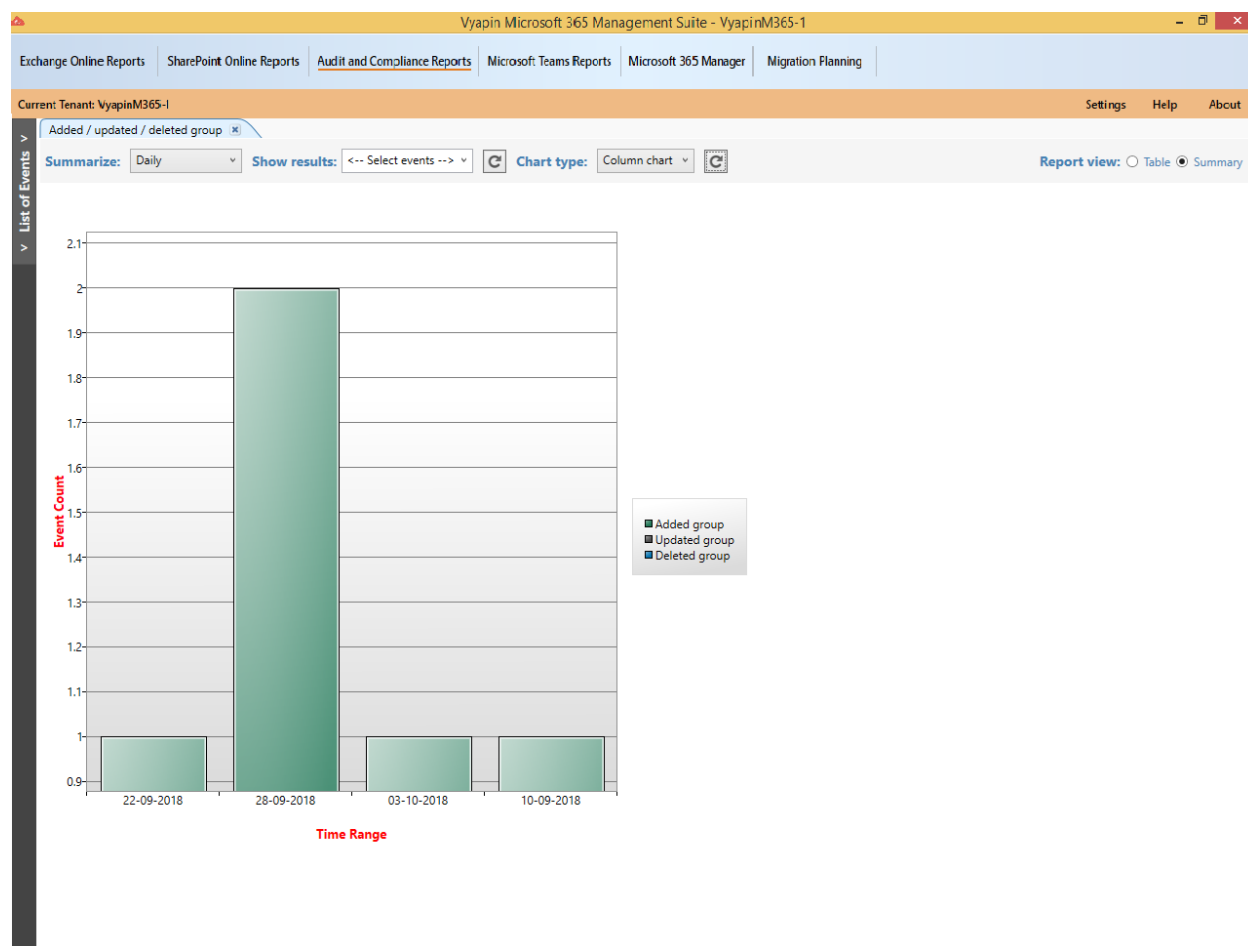 Vyapin Microsoft 365 Management Suite - VyapinM365-1
Exchange Online Reports SharePoint Online Reports Audit and Compliance Reports Microsoft Teams Reports Microsoft 365 Manager Migration Planning
Current Tenant: VyapinM365-I Settings Help About
Added / updated / deleted group
Summarize: Daily Show results: <-- Select events --> Chart type: Column chart Report view: Table Summary
> List of Events >
2.1
2
1.9
1.8
1.7
1.6
1.5
1.4
1.3
1.2
1.1
1
0.9
Event Count
22-09-2018 28-09-2018 03-10-2018 10-09-2018
Time Range
Added group
Updated group
Deleted group